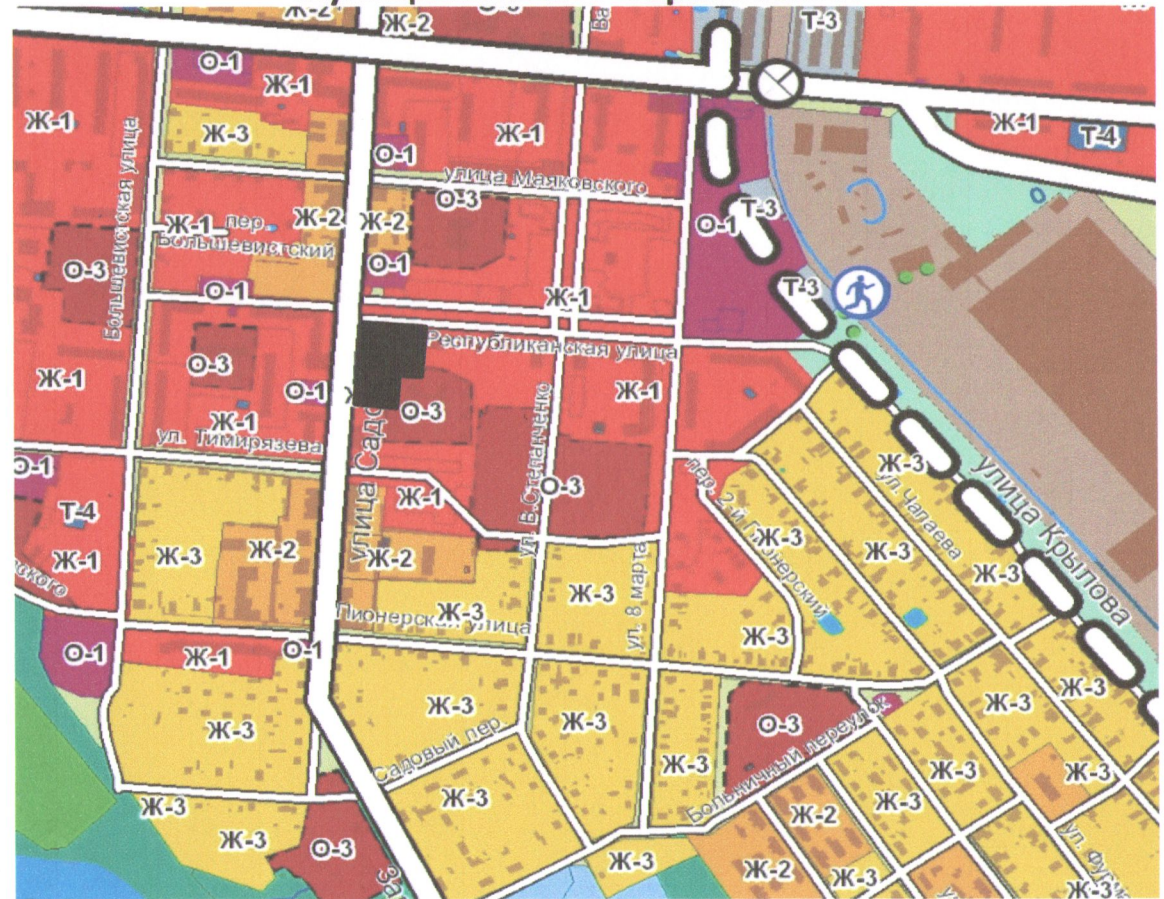 Ж-2
Ж-2
Т-3
О-1
Ж-1
Ж-1
Ж-3
Ж-1
Ж-1
Т-4
О-1
Большевистская улица
улица Маяковского
О-3
Ж-1
пер.
Большевистский
Ж-2
Ж-2
О-1
Т-3
О-3
О-1
О-1
Т-3
Ж-1
Республиканская улица
О-3
Ж-1
О-1
Ж-1
О-3
Ж-1
ул. Тимирязева
улица Садо
ул. В.Степанченко
О-1
Т-4
Ж-1
О-3
Ж-3
ул. Чапаева
улица Крылова
пер. 2-й Пионерский
Ж-1
Ж-3
Ж-2
Ж-2
Ж-3
Ж-3
Ж-3
Ж-3
ул. 8 марта
Пионерская улица
Ж-3
Ж-3
О-1
Ж-1
О-1
Ж-3
Ж-3
Ж-3
Ж-3
Ж-3
О-3
Садовый пер.
Ж-3
Больничный переулок
Ж-3
Ж-3
Ж-3
Ж-3
Ж-3
Ж-2
Ж-3
О-3
Ж-3
Ж-2
Ж-3
Ж-3